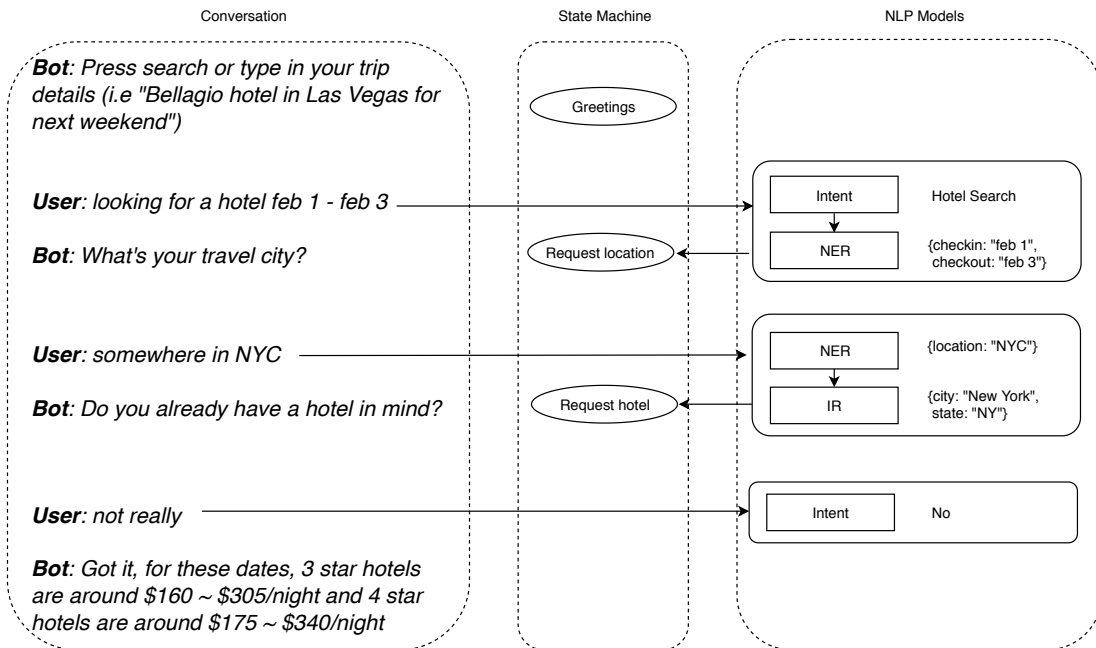 Conversation
State Machine
NLP Models
Bot: Press search or type in your trip
details (i.e "Bellagio hotel in Las Vegas for
next weekend")
Greetings
User: looking for a hotel feb 1 - feb 3
Intent
Hotel Search
Bot: What's your travel city?
Request location
NER
{checkin: "feb 1",
checkout: "feb 3"}
User: somewhere in NYC
NER
{location: "NYC"}
Bot: Do you already have a hotel in mind?
Request hotel
IR
{city: "New York",
state: "NY"}
User: not really
Intent
No
Bot: Got it, for these dates, 3 star hotels
are around $160 ~ $305/night and 4 star
hotels are around $175 ~ $340/night